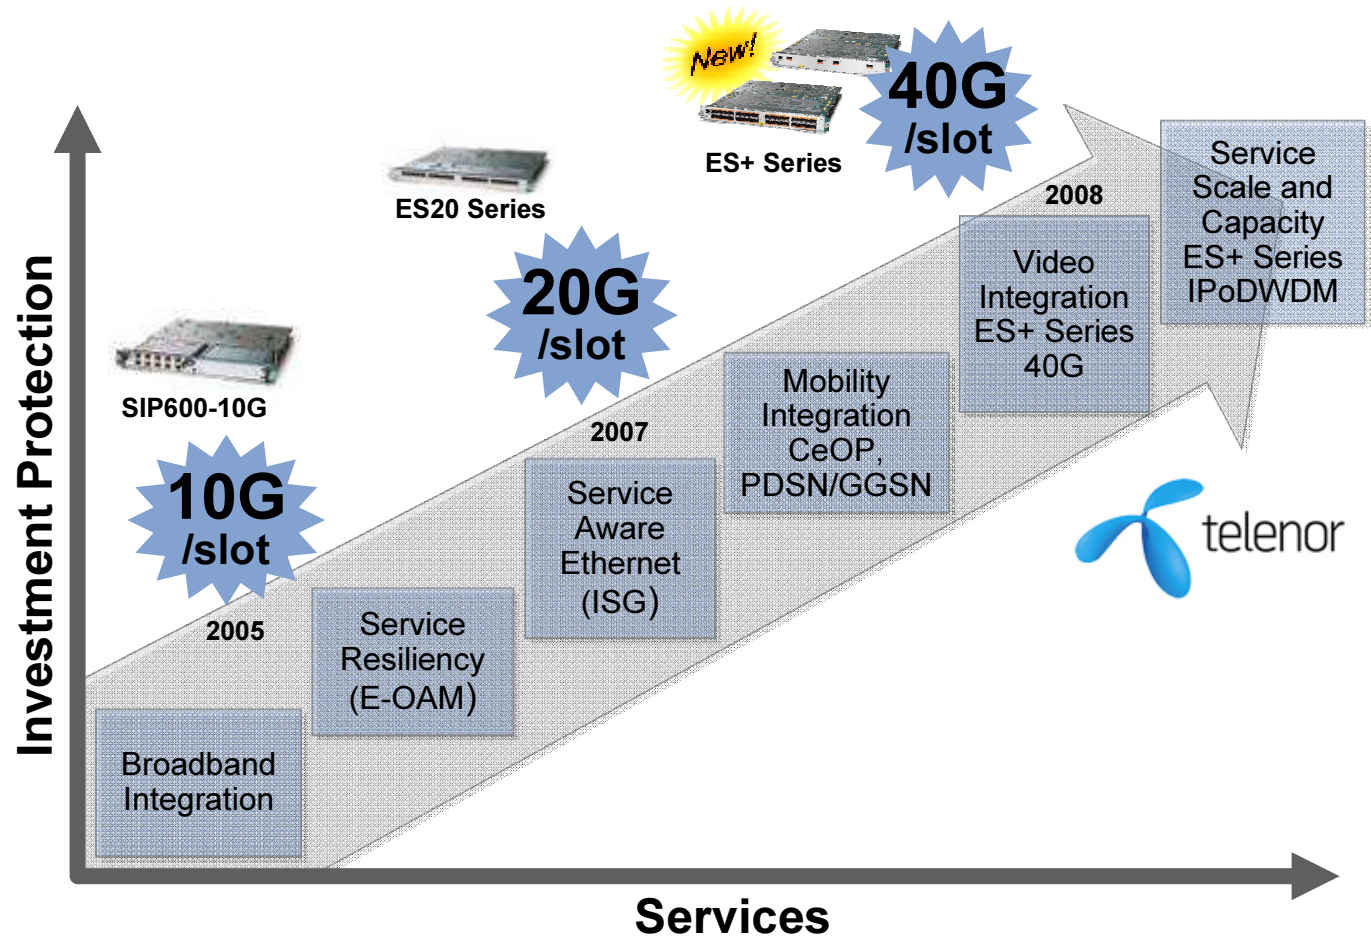 New!
40G
/slot
ES+ Series
ES20 Series
2008
Service
Scale and
Capacity
ES+ Series
IPoDWDM
20G
/slot
Video
Integration
ES+ Series
40G
SIP600-10G
2007
Mobility
Integration
CeOP,
PDSN/GGSN
10G
/slot
Service
Aware
Ethernet
(ISG)
telenor
2005
Service
Resiliency
(E-OAM)
Broadband
Integration
Investment Protection
Services